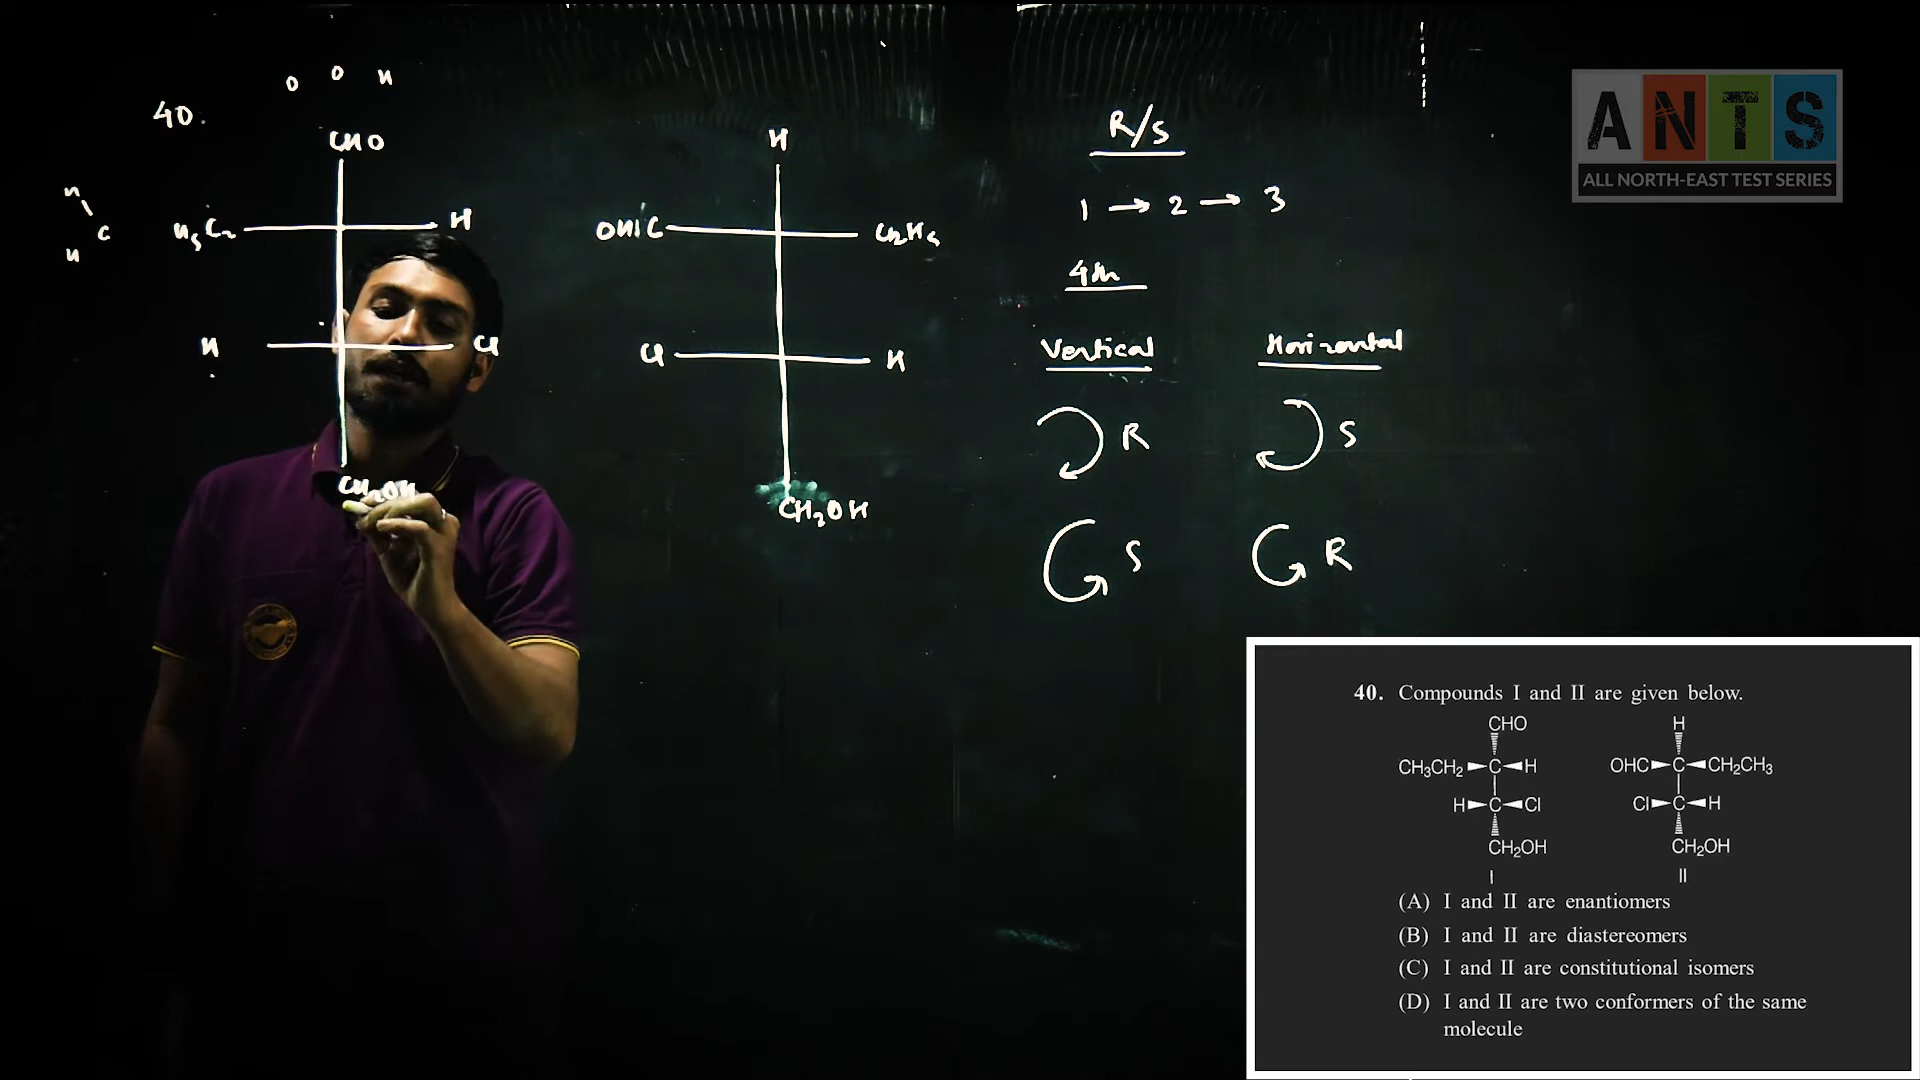 40.
O O H
CHO
H
C
H
H5C2 H
H Cl
CH2OH
H
OHC C2H5
Cl H
CH2OH
R/S
1 → 2 → 3
4th
Vertical Horizontal
R S
S R
ANTS
ALL NORTH-EAST TEST SERIES
40. Compounds I and II are given below.
CHO H
CH3CH2 C H OHC C CH2CH3
H C Cl Cl C H
CH2OH CH2OH
I II
(A) I and II are enantiomers
(B) I and II are diastereomers
(C) I and II are constitutional isomers
(D) I and II are two conformers of the same
molecule